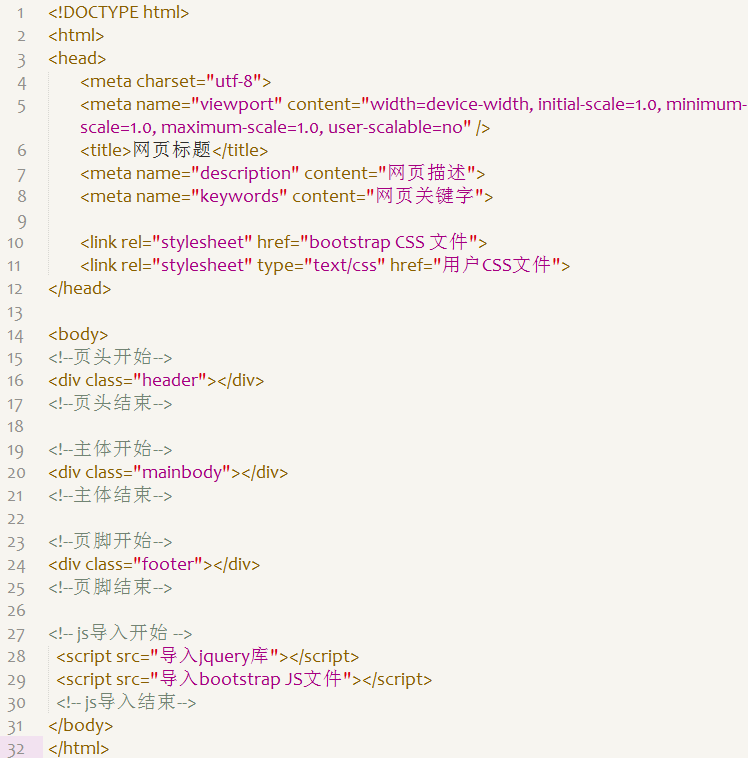 1 <!DOCTYPE html>
2 <html>
3 <head>
4 <meta charset="utf-8">
5 <meta name="viewport" content="width=device-width, initial-scale=1.0, minimum-
scale=1.0, maximum-scale=1.0, user-scalable=no" />
6 <title>网页标题</title>
7 <meta name="description" content="网页描述">
8 <meta name="keywords" content="网页关键字">
9
10 <link rel="stylesheet" href="bootstrap CSS 文件">
11 <link rel="stylesheet" type="text/css" href="用户CSS文件">
12 </head>
13
14 <body>
15 <!--页头开始-->
16 <div class="header"></div>
17 <!--页头结束-->
18
19 <!--主体开始-->
20 <div class="mainbody"></div>
21 <!--主体结束-->
22
23 <!--页脚开始-->
24 <div class="footer"></div>
25 <!--页脚结束-->
26
27 <!-- js导入开始 -->
28 <script src="导入jquery库"></script>
29 <script src="导入bootstrap JS文件"></script>
30 <!-- js导入结束-->
31 </body>
32 </html>